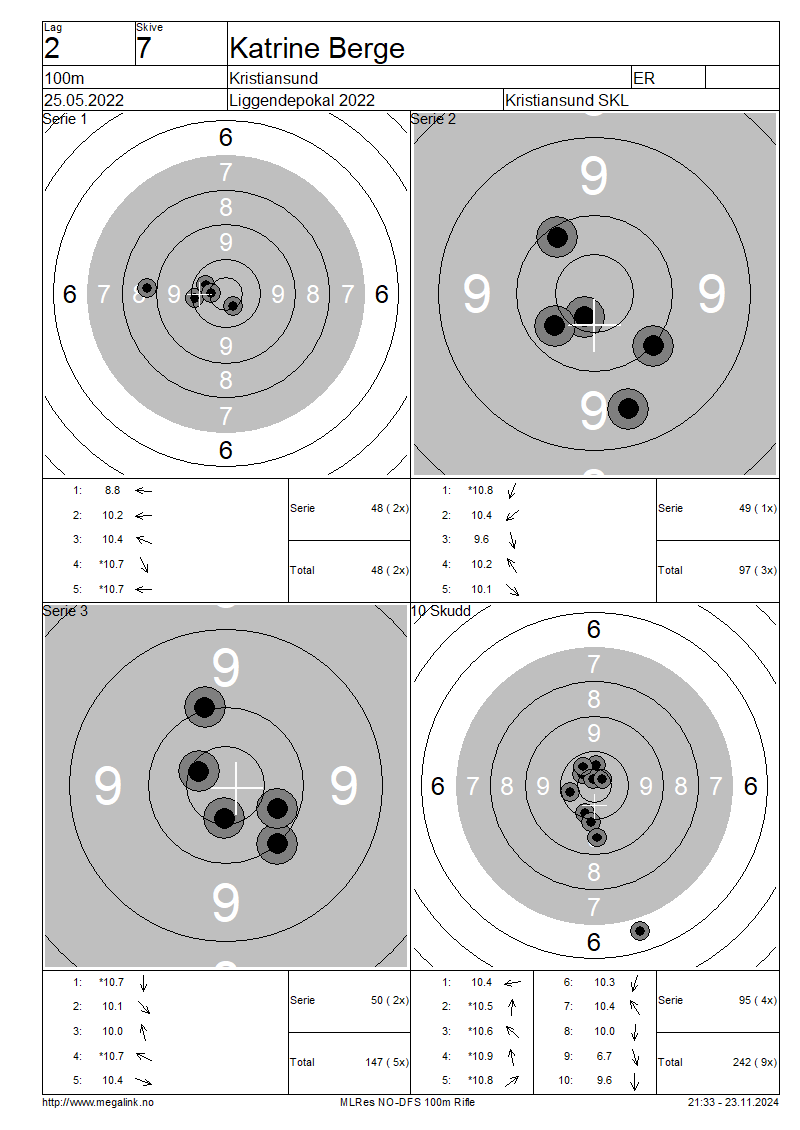 Lag Skive
2 7 Katrine Berge
100m Kristiansund ER
25.05.2022 Liggendepokal 2022 Kristiansund SKL
Serie 1
6
7
8
9
6 7 8 9 9 8 7 6
9
8
7
6
Serie 2
9
9 9
9
1: 8.8
2: 10.2
3: 10.4
4: *10.7
5: *10.7
Serie 48 ( 2x)
Total 48 ( 2x)
1: *10.8
2: 10.4
3: 9.6
4: 10.2
5: 10.1
Serie 49 ( 1x)
Total 97 ( 3x)
Serie 3
9
9 9
9
10 Skudd
6
7
8
9
6 7 8 9 9 8 7 6
8
7
6
1: *10.7
2: 10.1
3: 10.0
4: *10.7
5: 10.4
Serie 50 ( 2x)
Total 147 ( 5x)
1: 10.4 6: 10.3
2: *10.5 7: 10.4
3: *10.6 8: 10.0
4: *10.9 9: 6.7
5: *10.8 10: 9.6
Serie 95 ( 4x)
Total 242 ( 9x)
http://www.megalink.no MLRes NO-DFS 100m Rifle 21:33 - 23.11.2024